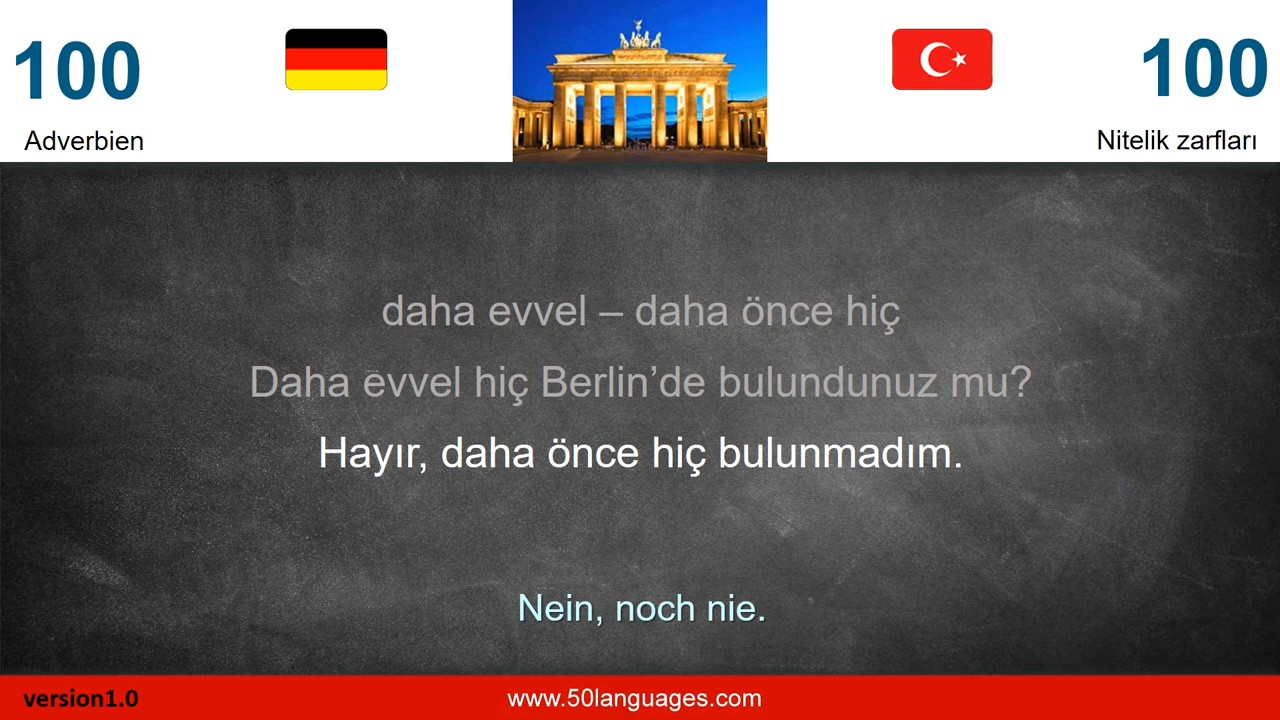 100
100
Adverbien
Nitelik zarfları
daha evvel – daha önce hiç
Daha evvel hiç Berlin’de bulundunuz mu?
Hayır, daha önce hiç bulunmadım.
Nein, noch nie.
version1.0
www.50languages.com